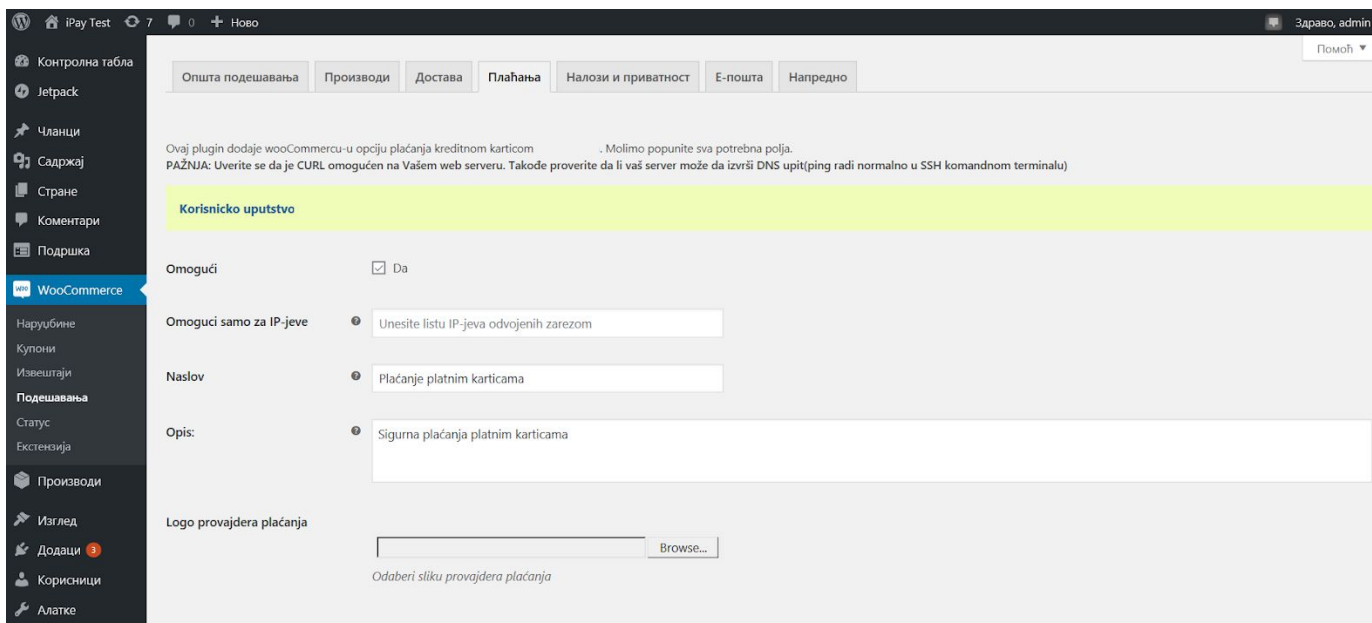 iPay Test 7 0 Ново
Здраво, admin
Помоћ
Контролна табла
Jetpack
Чланци
Садржај
Стране
Коментари
Подршка
WooCommerce
Наруџбине
Купони
Извештаји
Подешавања
Статус
Екстензија
Производи
Изглед
Додаци 3
Корисници
Алатке
Општа подешавања Производи Достава Плаћања Налози и приватност Е-пошта Напредно
Ovaj plugin dodaje wooCommercu-u opciju plaćanja kreditnom karticom . Molimo popunite sva potrebna polja.
PAŽNJA: Uverite se da je CURL omogućen na Vašem web serveru. Takođe proverite da li vaš server može da izvrši DNS upit(ping radi normalno u SSH komandnom terminalu)
Korisnicko uputstvo
Omogući Da
Omoguci samo za IP-jeve Unesite listu IP-jeva odvojenih zarezom
Naslov Plaćanje platnim karticama
Opis: Sigurna plaćanja platnim karticama
Logo provajdera plaćanja
Browse...
Odaberi sliku provajdera plaćanja